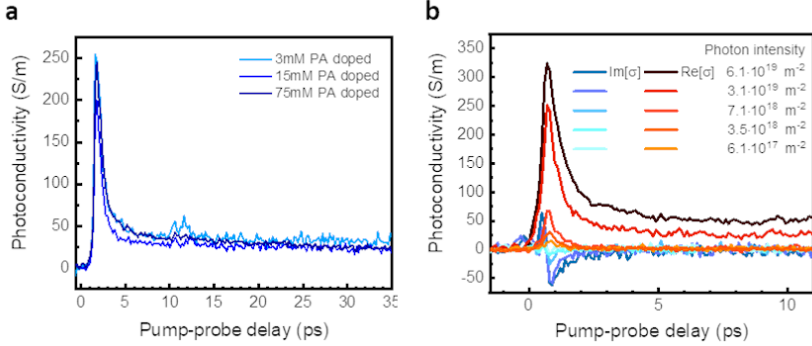 a
Photoconductivity (S/m)
250
200
150
100
50
0
3mM PA doped
15mM PA doped
75mM PA doped
0 5 10 15 20 25 30 35
Pump-probe delay (ps)
b
Photoconductivity (S/m)
350
300
250
200
150
100
50
0
-50
Photon intensity
Im[σ] Re[σ] 6.1·10¹⁹ m⁻²
3.1·10¹⁹ m⁻²
7.1·10¹⁸ m⁻²
3.5·10¹⁸ m⁻²
6.1·10¹⁷ m⁻²
0 5 10
Pump-probe delay (ps)